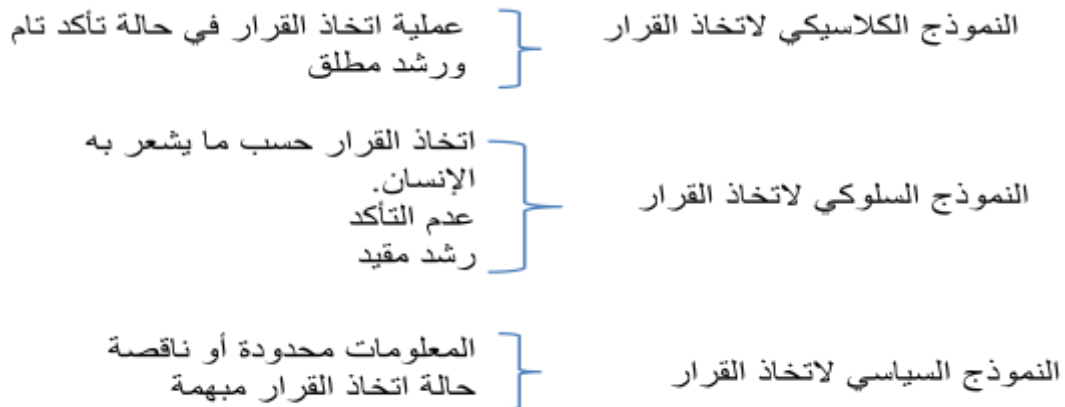 النموذج الكلاسيكي لاتخاذ القرار
عملية اتخاذ القرار في حالة تأكد تام
ورشد مطلق
النموذج السلوكي لاتخاذ القرار
اتخاذ القرار حسب ما يشعر به
الإنسان.
عدم التأكد
رشد مقيد
النموذج السياسي لاتخاذ القرار
المعلومات محدودة أو ناقصة
حالة اتخاذ القرار مبهمة